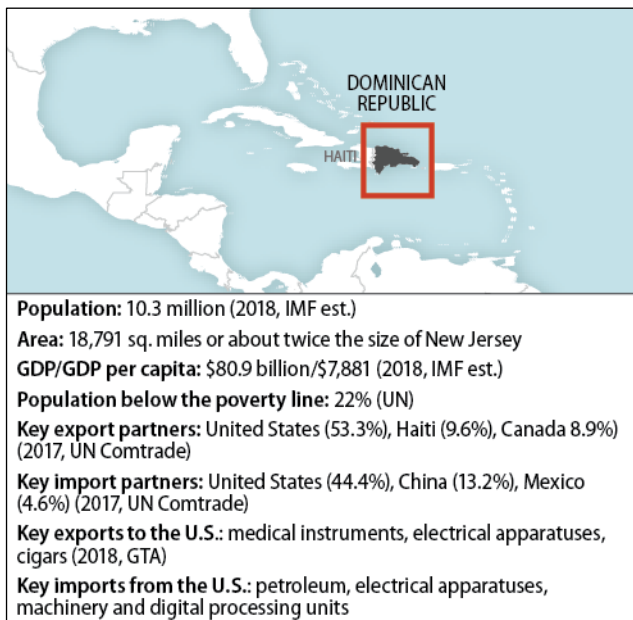 DOMINICAN
REPUBLIC
HAITI
Population: 10.3 million (2018, IMF est.)
Area: 18,791 sq. miles or about twice the size of New Jersey
GDP/GDP per capita: $80.9 billion/$7,881 (2018, IMF est.)
Population below the poverty line: 22% (UN)
Key export partners: United States (53.3%), Haiti (9.6%), Canada 8.9%)
(2017, UN Comtrade)
Key import partners: United States (44.4%), China (13.2%), Mexico
(4.6%) (2017, UN Comtrade)
Key exports to the U.S.: medical instruments, electrical apparatuses,
cigars (2018, GTA)
Key imports from the U.S.: petroleum, electrical apparatuses,
machinery and digital processing units